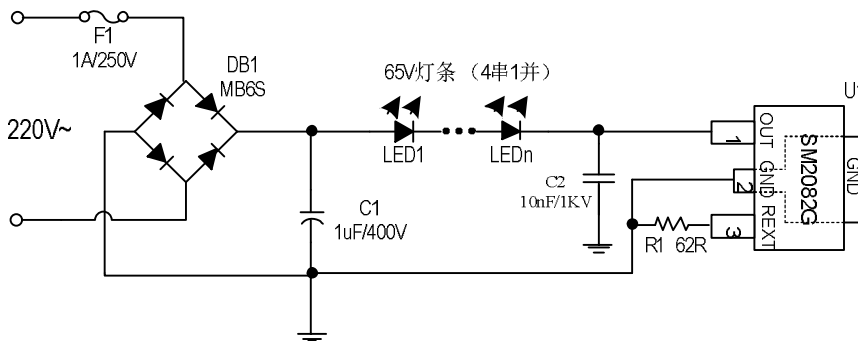 F1
1A/250V
DB1
MB6S
220V~
65V灯条 (4串1并)
LED1
LEDn
C1
1uF/400V
C2
10nF/1KV
R1 62R
1
2
3
OUT
GND
REXT
SM2082G
GND